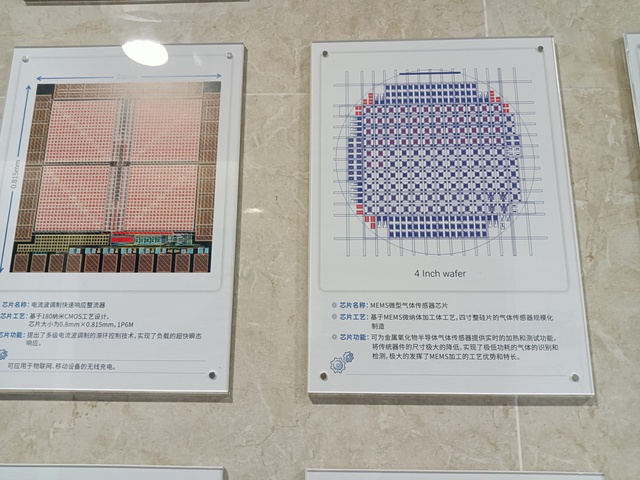 0.815mm
芯片名称: 电流波调制快速响应整流器
芯片工艺: 基于180纳米CMOS工艺设计,
芯片大小为0.8mm×0.815mm, 1P6M
芯片功能: 提出了多级电流波调制的滞环控制技术, 实现了负载的超快瞬态
响应。
可应用于物联网, 移动设备的无线充电。
4 Inch wafer
芯片名称: MEMS微型气体传感器芯片
芯片工艺: 基于MEMS微纳体加工体工艺, 四寸整硅片的气体传感器规模化
制造
芯片功能: 可为金属氧化物半导体气体传感器提供实时的加热和测试功能,
将传统器件的尺寸极大的降低, 实现了极低功耗的气体的识别和
检测, 极大的发挥了MEMS加工的工艺优势和特长。